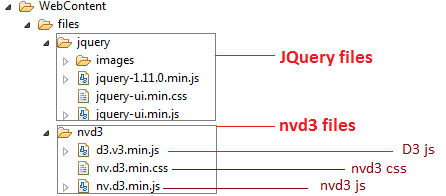 WebContent
files
jquery
images
jquery-1.11.0.min.js
jquery-ui.min.css
jquery-ui.min.js
JQuery files
nvd3
nvd3 files
d3.v3.min.js
D3 js
nv.d3.min.css
nvd3 css
nv.d3.min.js
nvd3 js